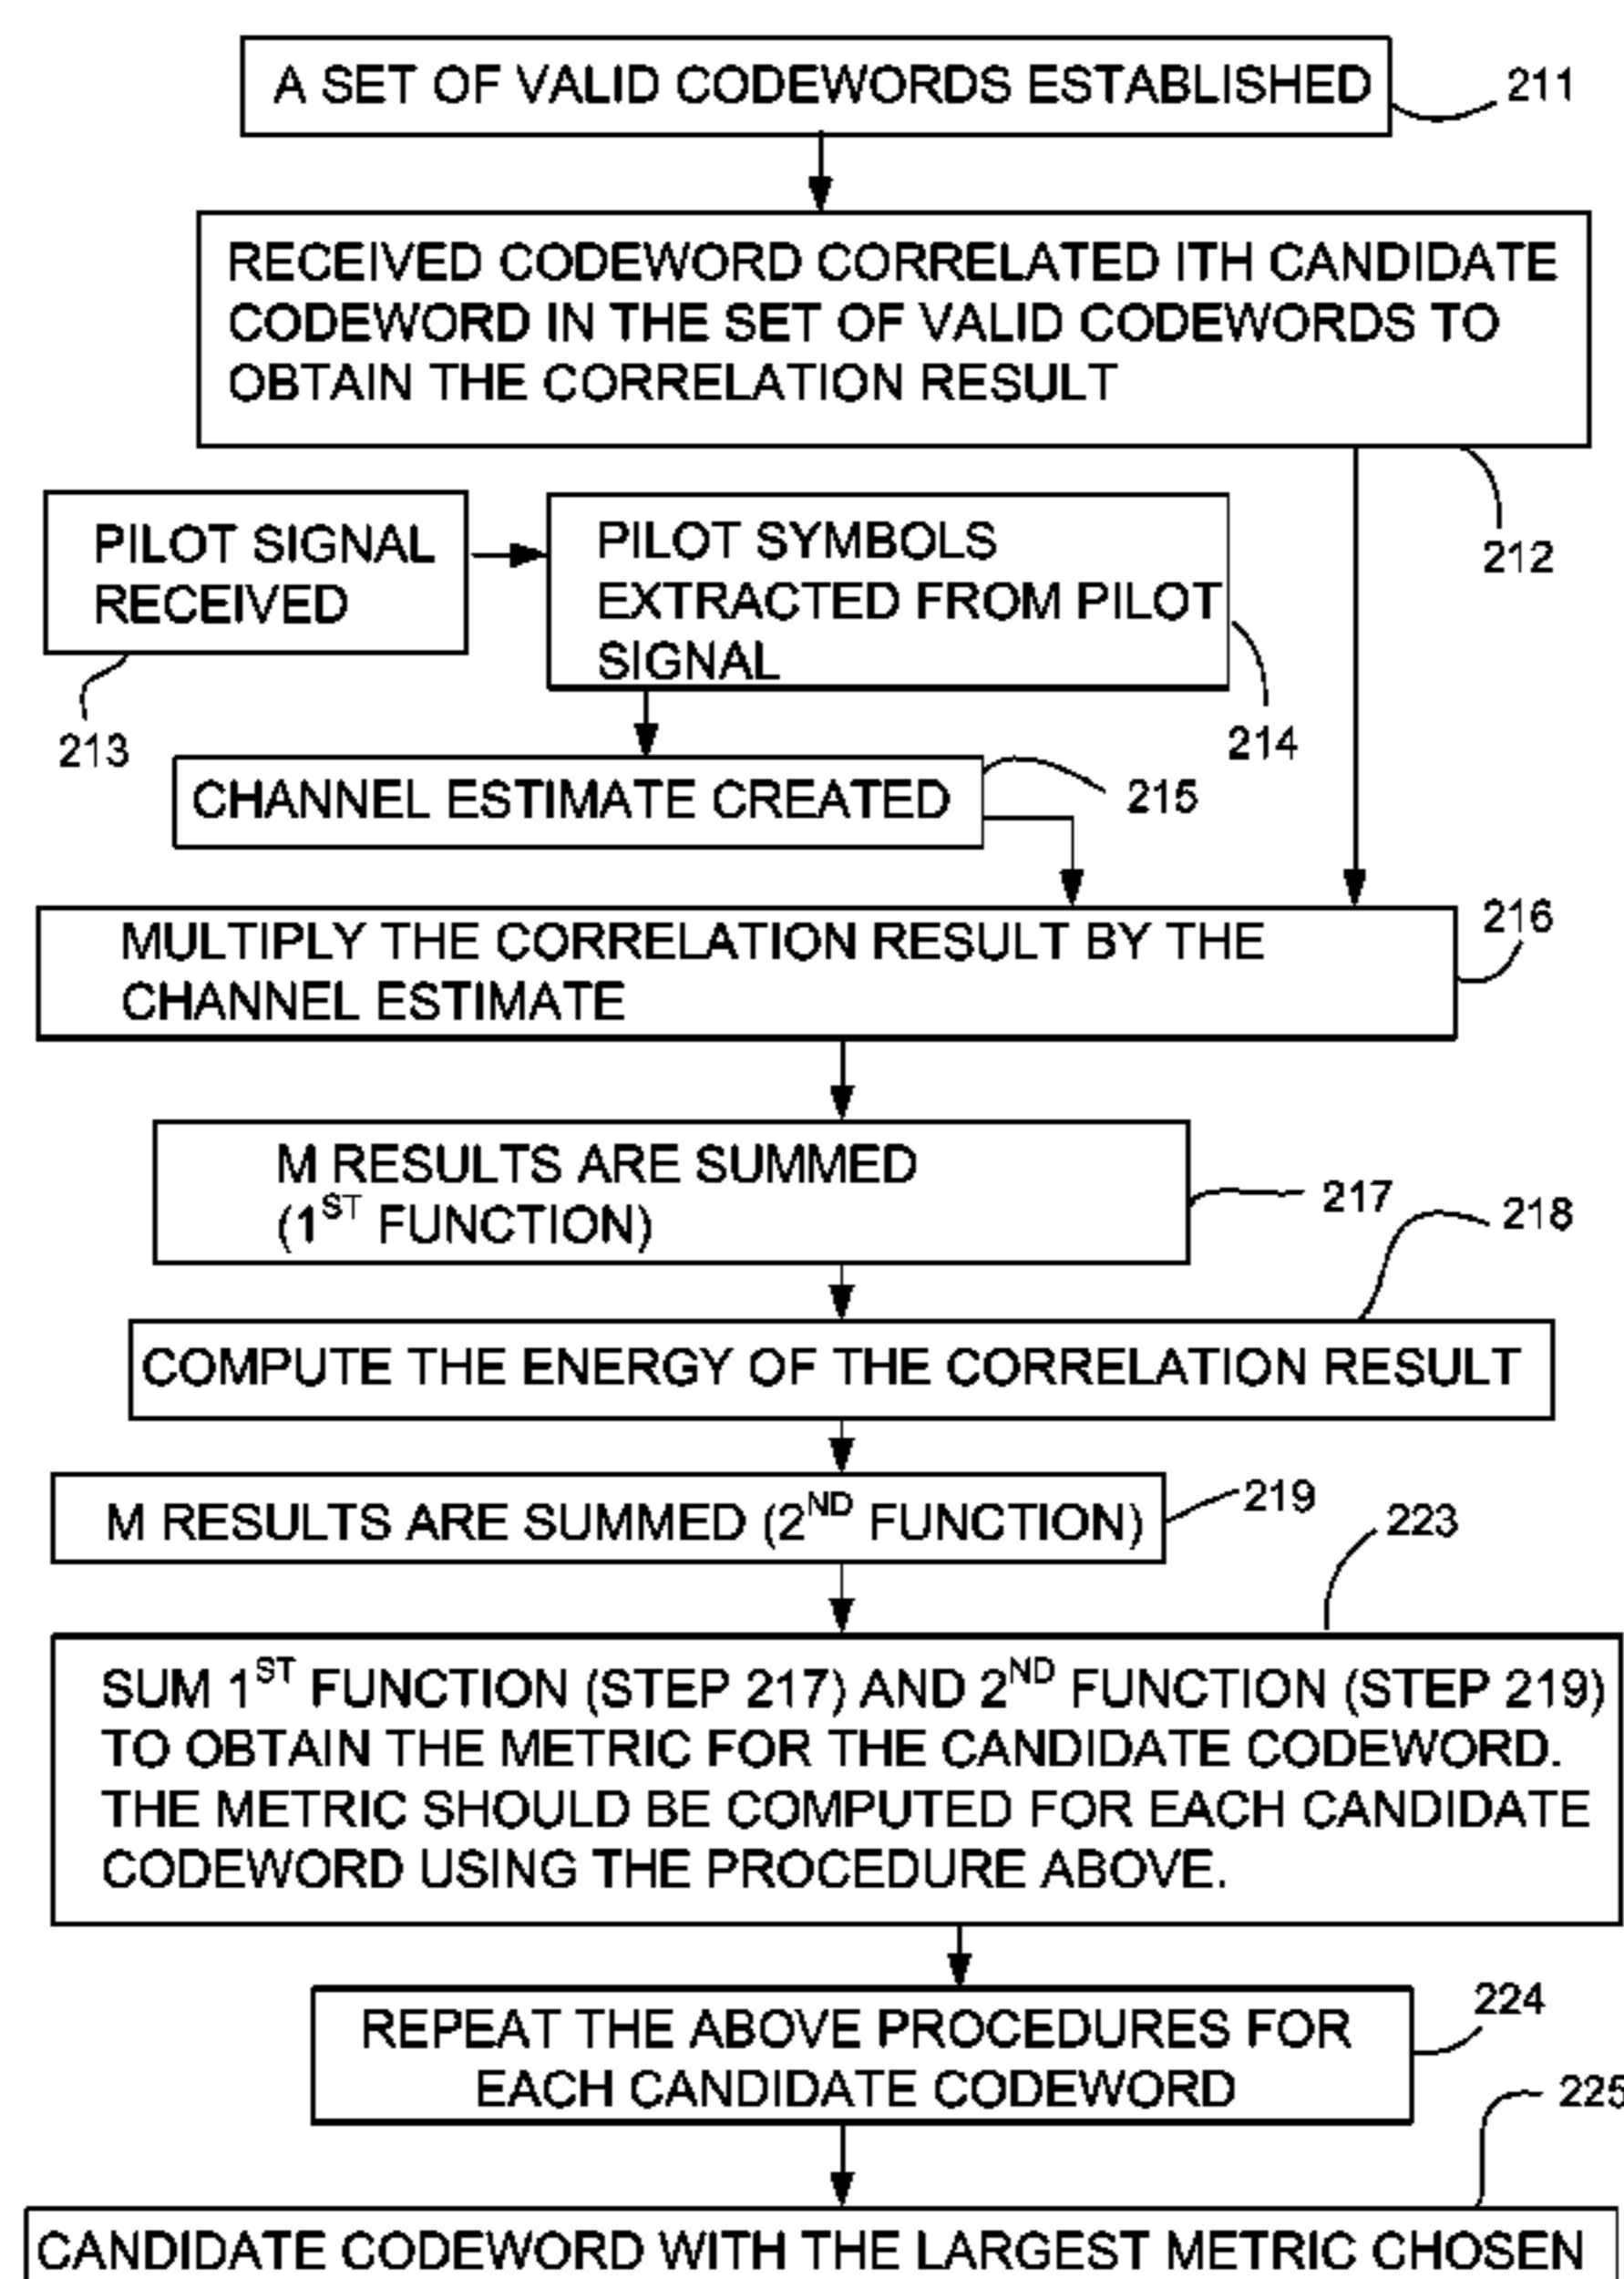 A SET OF VALID CODEWORDS ESTABLISHED
211
RECEIVED CODEWORD CORRELATED ITH CANDIDATE
CODEWORD IN THE SET OF VALID CODEWORDS TO
OBTAIN THE CORRELATION RESULT
212
PILOT SIGNAL
RECEIVED
213
PILOT SYMBOLS
EXTRACTED FROM PILOT
SIGNAL
214
CHANNEL ESTIMATE CREATED
215
MULTIPLY THE CORRELATION RESULT BY THE
CHANNEL ESTIMATE
216
M RESULTS ARE SUMMED
(1ST FUNCTION)
217
218
COMPUTE THE ENERGY OF THE CORRELATION RESULT
M RESULTS ARE SUMMED (2ND FUNCTION)
219
223
SUM 1ST FUNCTION (STEP 217) AND 2ND FUNCTION (STEP 219)
TO OBTAIN THE METRIC FOR THE CANDIDATE CODEWORD.
THE METRIC SHOULD BE COMPUTED FOR EACH CANDIDATE
CODEWORD USING THE PROCEDURE ABOVE.
REPEAT THE ABOVE PROCEDURES FOR
EACH CANDIDATE CODEWORD
224
225
CANDIDATE CODEWORD WITH THE LARGEST METRIC CHOSEN